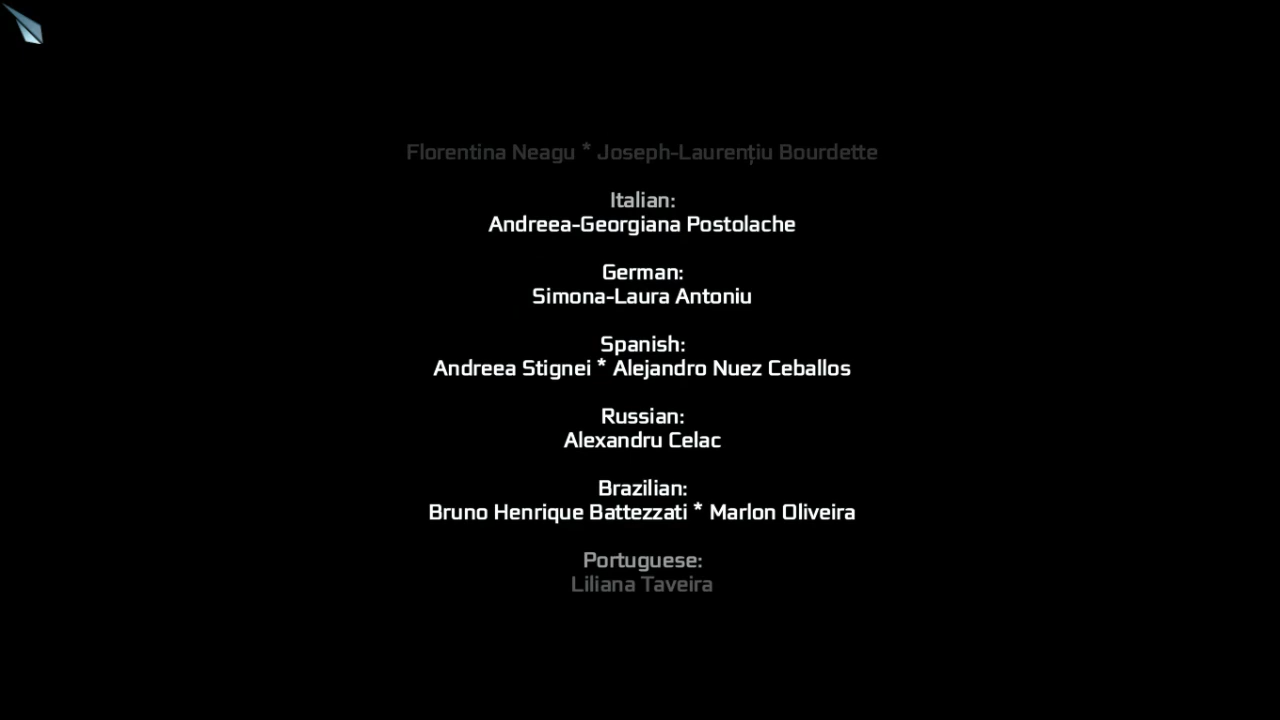 Florentina Neagu * Joseph-Laurențiu Bourdette
Italian:
Andreea-Georgiana Postolache
German:
Simona-Laura Antoniu
Spanish:
Andreea Stignei * Alejandro Nuez Ceballos
Russian:
Alexandru Celac
Brazilian:
Bruno Henrique Battezzati * Marlon Oliveira
Portuguese:
Liliana Taveira